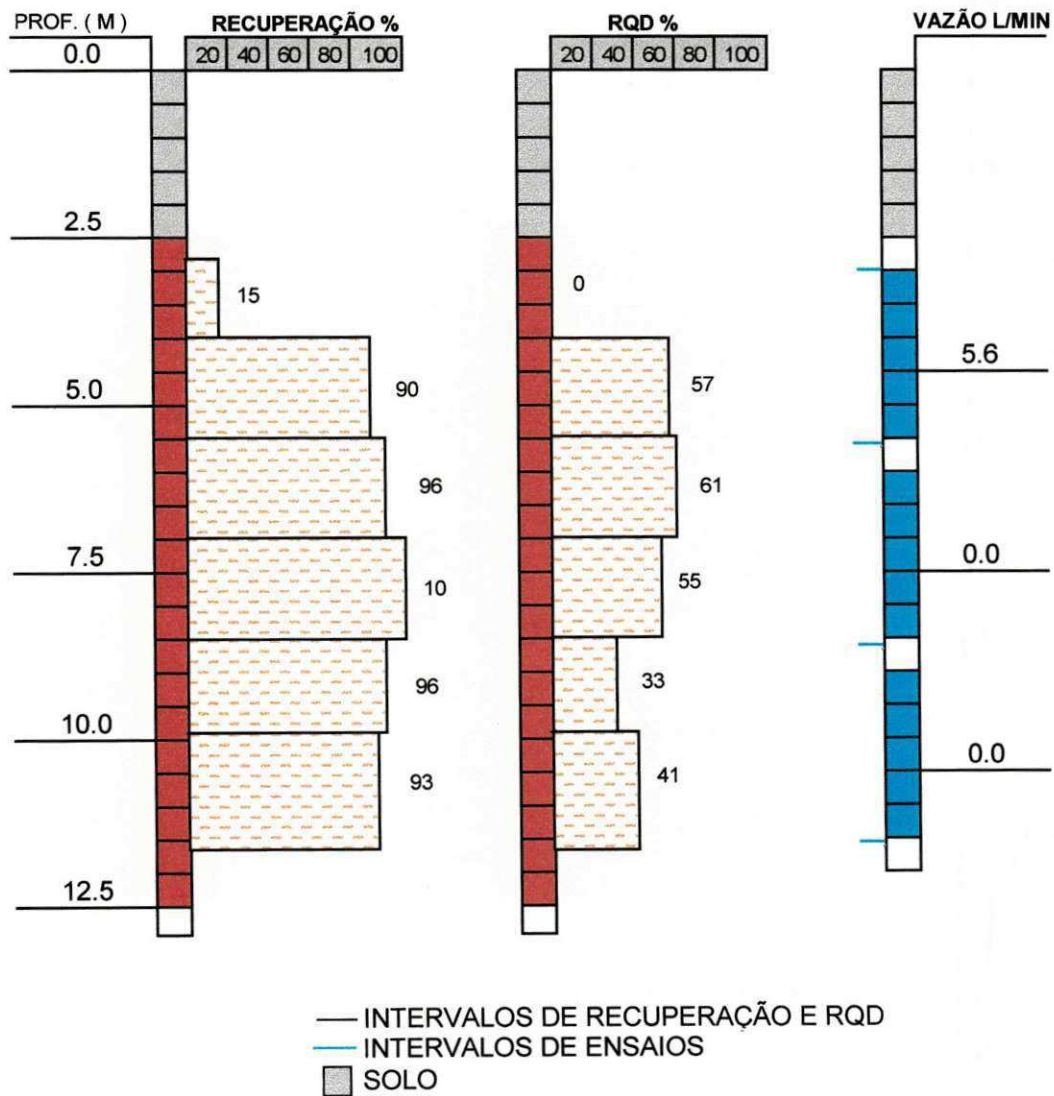 PROF. ( M ) RECUPERAÇÃO % RQD % VAZÃO L/MIN
0.0 20 40 60 80 100 20 40 60 80 100
2.5
15 0
5.6
5.0 90 57
96 61
7.5 10 55 0.0
96 33
10.0 93 41 0.0
12.5
INTERVALOS DE RECUPERAÇÃO E RQD
INTERVALOS DE ENSAIOS
SOLO